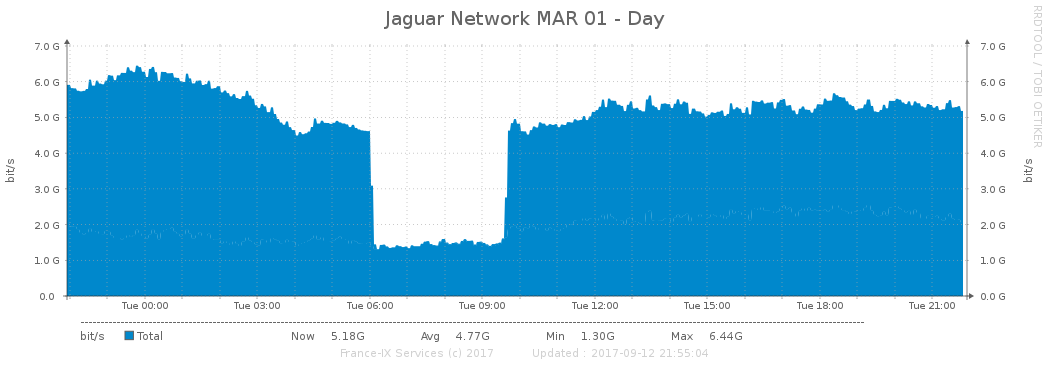 Jaguar Network MAR 01 - Day
RRDTOOL / TOBI OETIKER
7.0 G 7.0 G
6.0 G 6.0 G
5.0 G 5.0 G
4.0 G 4.0 G
3.0 G 3.0 G
2.0 G 2.0 G
1.0 G 1.0 G
0.0 0.0 G
bit/s
bit/s
Tue 00:00 Tue 03:00 Tue 06:00 Tue 09:00 Tue 12:00 Tue 15:00 Tue 18:00 Tue 21:00
bit/s Total Now 5.18G Avg 4.77G Min 1.30G Max 6.44G
France-IX Services (c) 2017 Updated : 2017-09-12 21:55:04